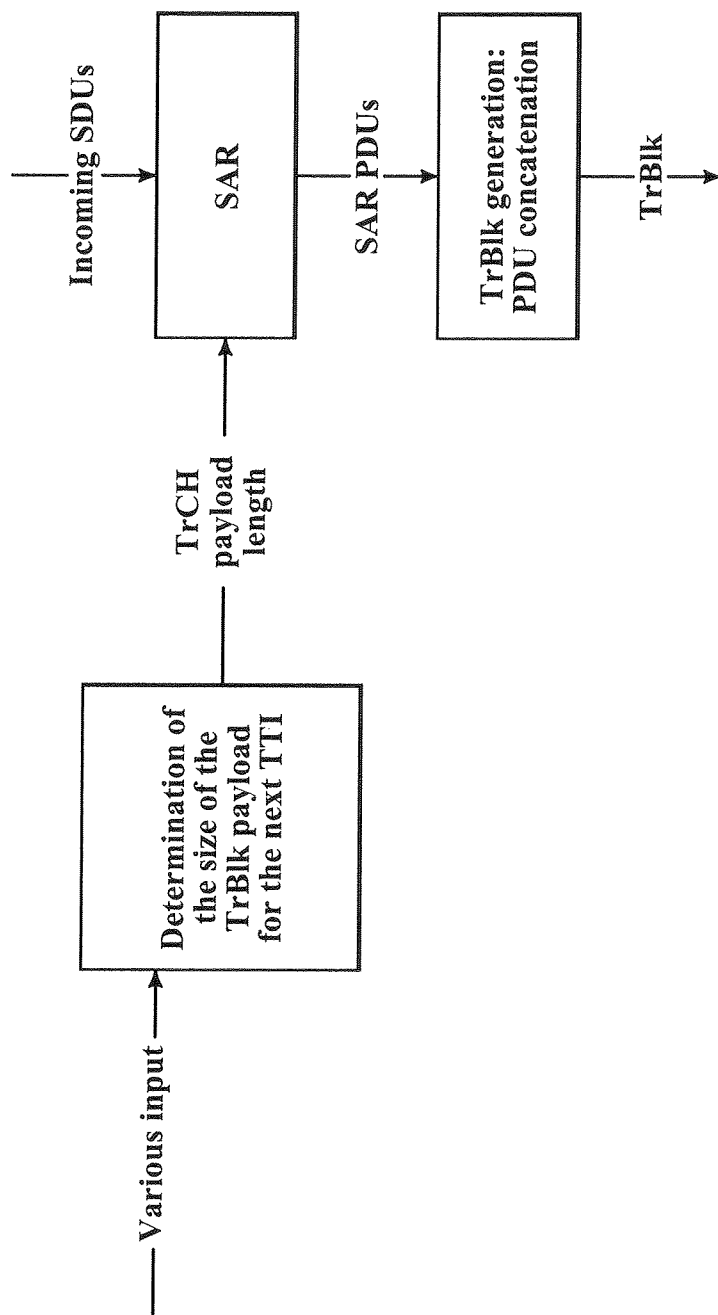 Various input
Determination of
the size of the
TrBlk payload
for the next TTI
TrCH
payload
length
Incoming SDUs
SAR
SAR PDUs
TrBlk generation:
PDU concatenation
TrBlk